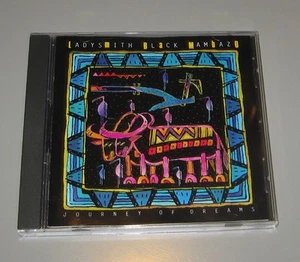 LADYSMITH BLACK MAMBAZO
JOURNEY OF DREAMS